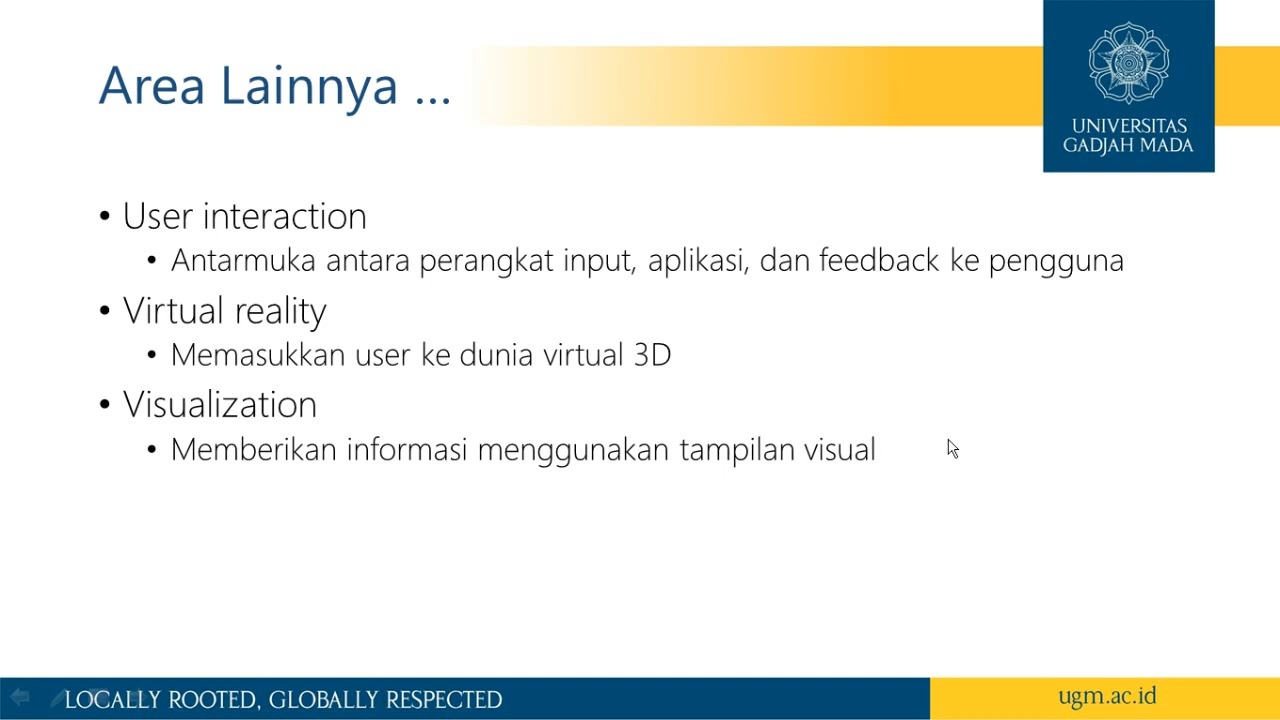 Area Lainnya ...
UNIVERSITAS
GADJAH MADA
• User interaction
• Antarmuka antara perangkat input, aplikasi, dan feedback ke pengguna
• Virtual reality
• Memasukkan user ke dunia virtual 3D
• Visualization
• Memberikan informasi menggunakan tampilan visual
LOCALLY ROOTED, GLOBALLY RESPECTED
ugm.ac.id